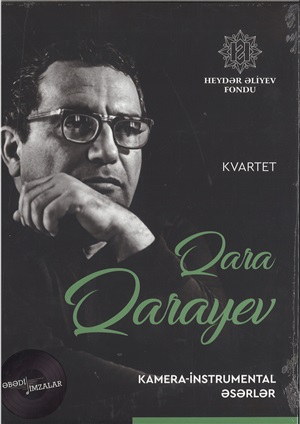 HEYDƏR ƏLİYEV
FONDU
KVARTET
Qara
Qarayev
ƏBƏDİ
İMZALAR
KAMERA-İNSTRUMENTAL
ƏSƏRLƏR